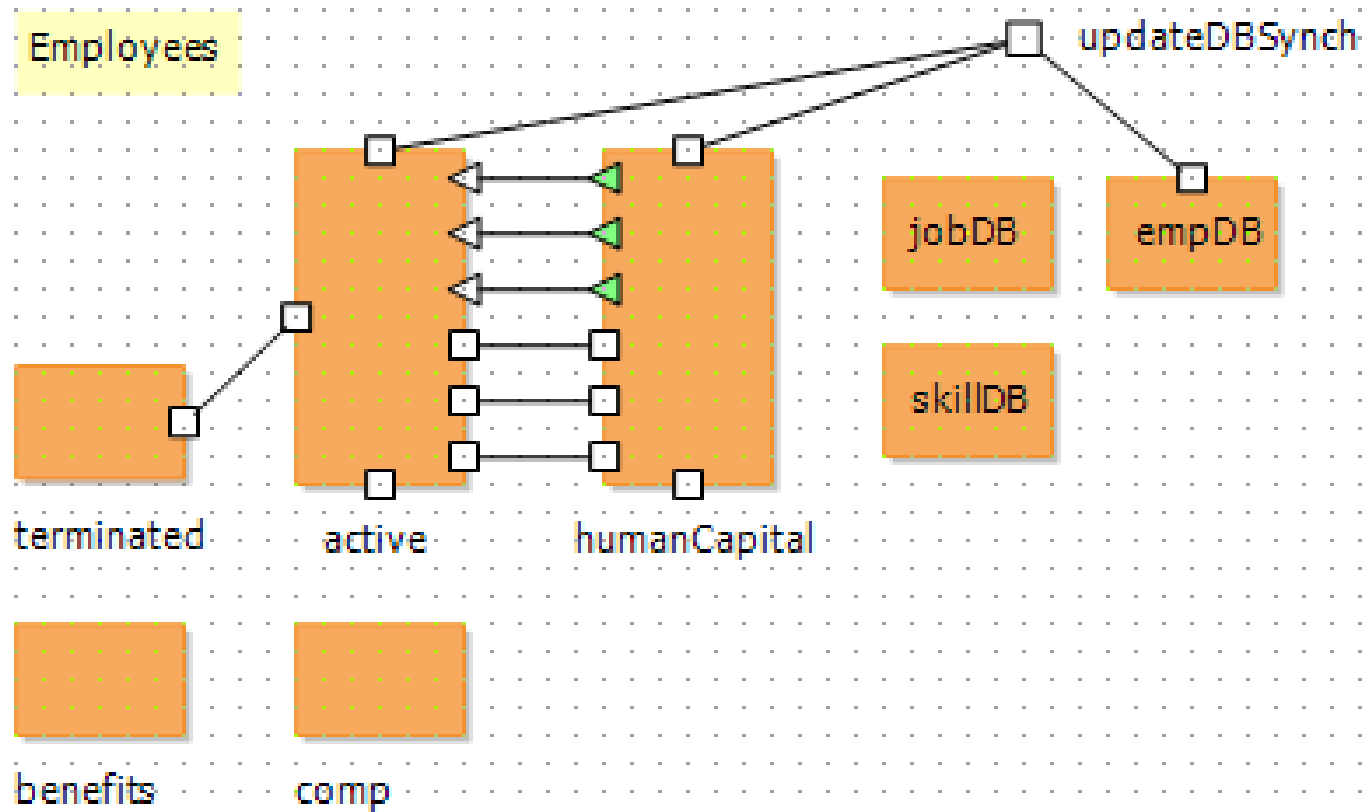 Employees
updateDBSynch
jobDB
empDB
skillDB
terminated
active
humanCapital
benefits
comp